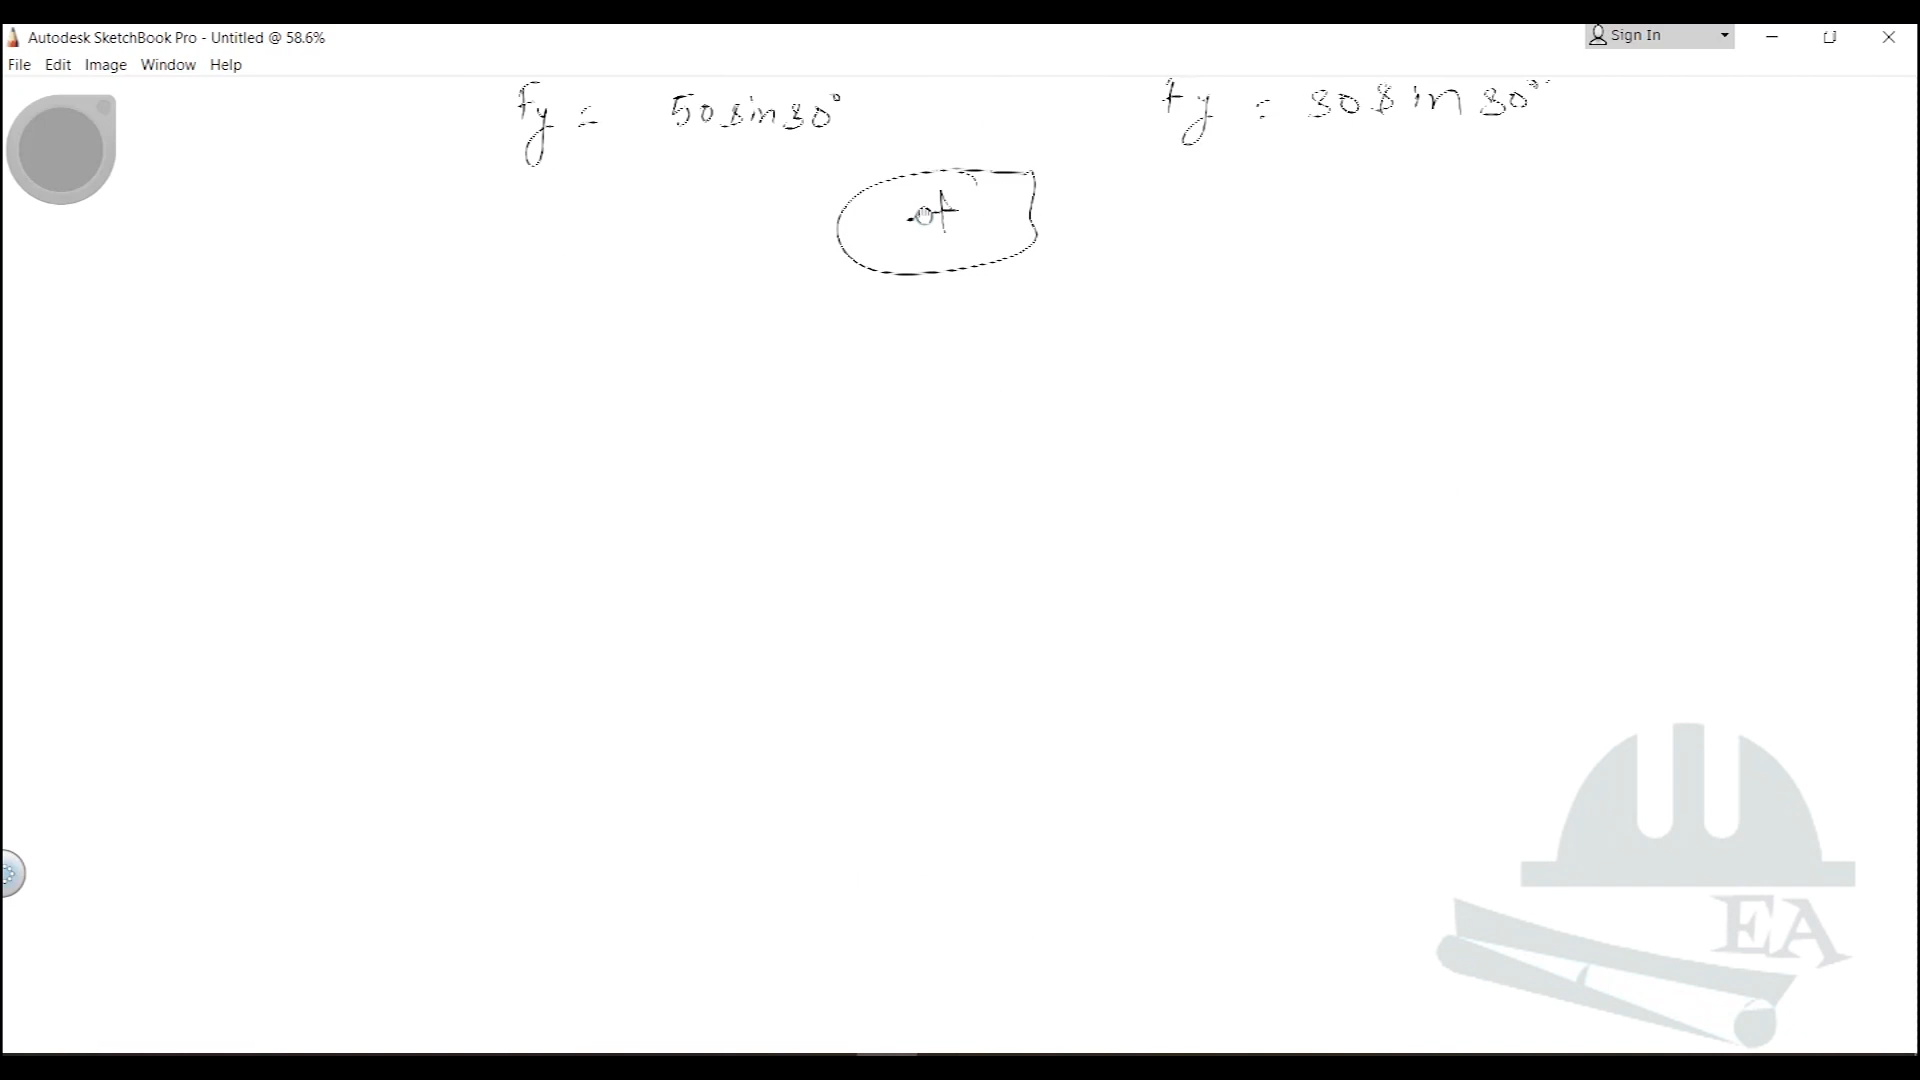 Autodesk SketchBook Pro - Untitled @ 58.6%
Sign In
File Edit Image Window Help
Fy = 50 sin 30°
Fy = 30 sin 30°
EA